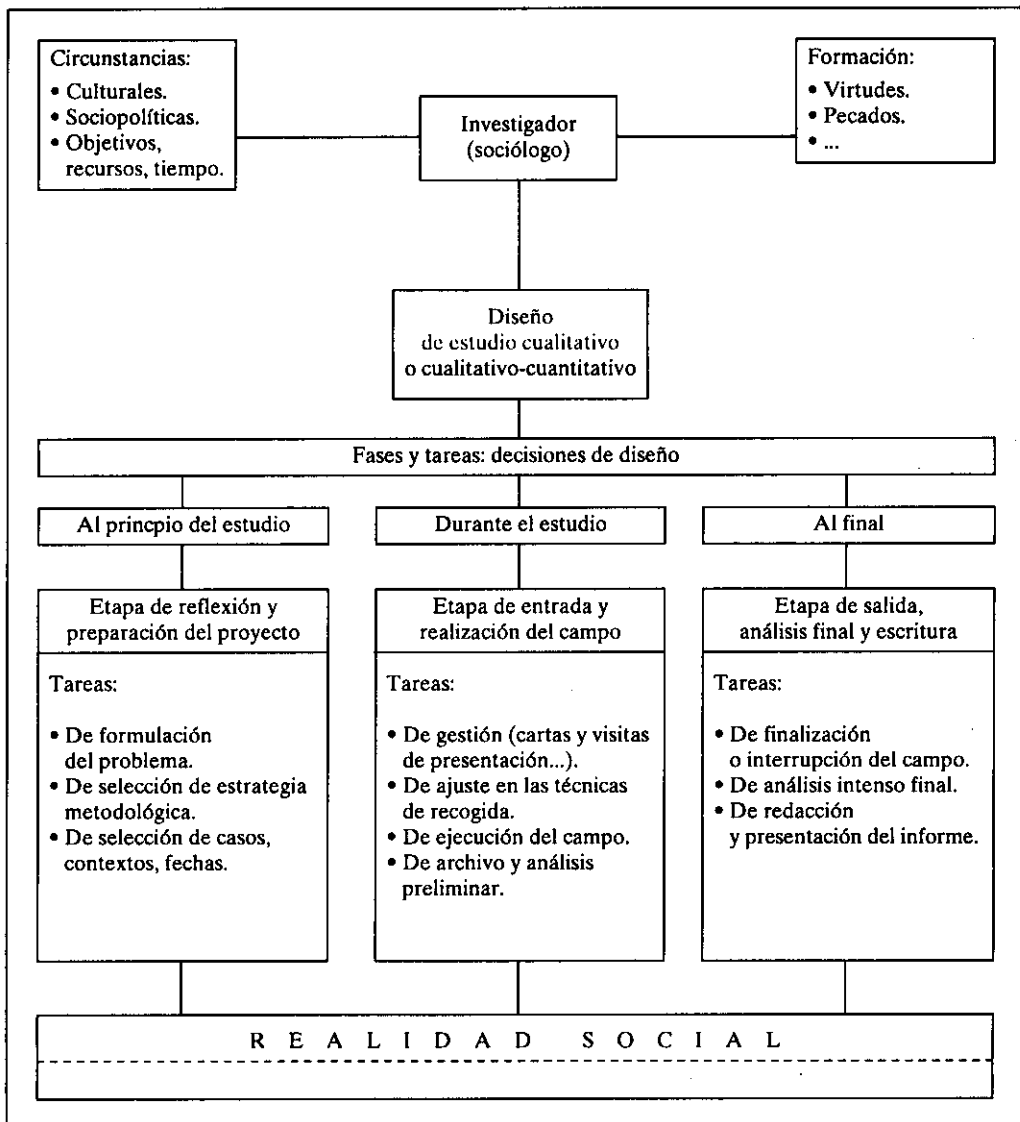 Circunstancias:
• Culturales.
• Sociopolíticas.
• Objetivos,
recursos, tiempo.
Investigador
(sociólogo)
Formación:
• Virtudes.
• Pecados.
• ...
Diseño
de estudio cualitativo
o cualitativo-cuantitativo
Fases y tareas: decisiones de diseño
Al princpio del estudio
Durante el estudio
Al final
Etapa de reflexión y
preparación del proyecto
Tareas:
• De formulación
del problema.
• De selección de estrategia
metodológica.
• De selección de casos,
contextos, fechas.
Etapa de entrada y
realización del campo
Tareas:
• De gestión (cartas y visitas
de presentación...).
• De ajuste en las técnicas
de recogida.
• De ejecución del campo.
• De archivo y análisis
preliminar.
Etapa de salida,
análisis final y escritura
Tareas:
• De finalización
o interrupción del campo.
• De análisis intenso final.
• De redacción
y presentación del informe.
REALIDAD SOCIAL